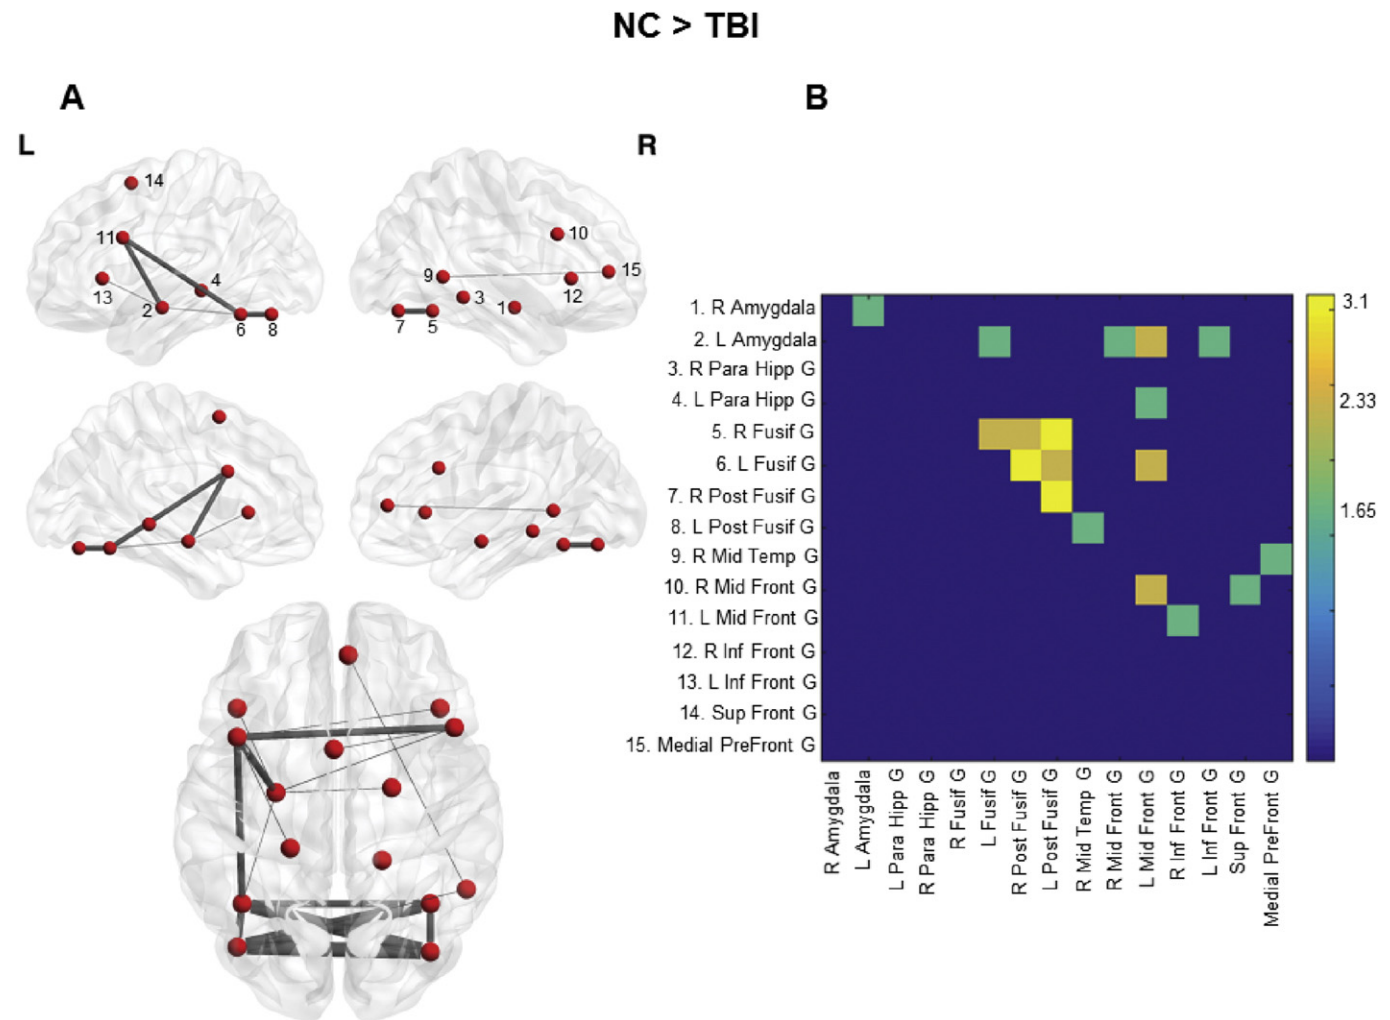 NC > TBI
A
B
L
R
14
11
4
13
2
6
8
10
9
15
3
12
1
7
5
1. R Amygdala
2. L Amygdala
3. R Para Hipp G
4. L Para Hipp G
5. R Fusif G
6. L Fusif G
7. R Post Fusif G
8. L Post Fusif G
9. R Mid Temp G
10. R Mid Front G
11. L Mid Front G
12. R Inf Front G
13. L Inf Front G
14. Sup Front G
15. Medial PreFront G
R Amygdala
L Amygdala
L Para Hipp G
R Para Hipp G
R Fusif G
L Fusif G
R Post Fusif G
L Post Fusif G
R Mid Temp G
R Mid Front G
L Mid Front G
R Inf Front G
L Inf Front G
Sup Front G
Medial PreFront G
3.1
2.33
1.65